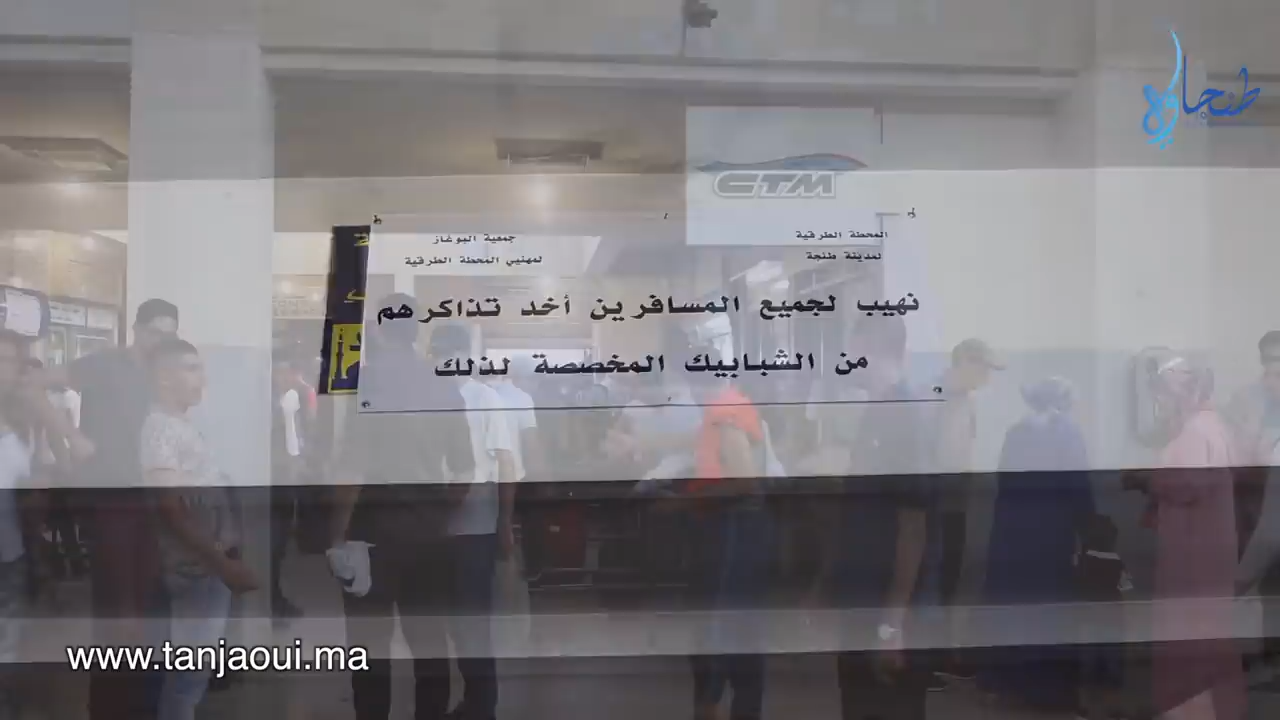 طنجاوي
CTM
المحطة الطرقية
لمدينة طنجة
جمعية البوغاز
لمهنيي المحطة الطرقية
نهيب لجميع المسافرين أخد تذاكرهم
من الشبابيك المخصصة لذلك
www.tanjaoui.ma